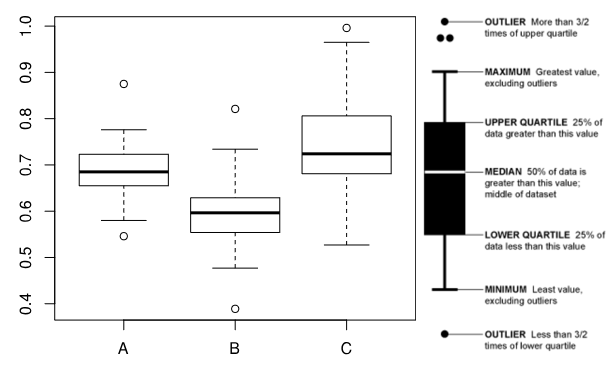 1.0
0.9
0.8
0.7
0.6
0.5
0.4
A B C
OUTLIER More than 3/2
times of upper quartile
MAXIMUM Greatest value,
excluding outliers
UPPER QUARTILE 25% of
data greater than this value
MEDIAN 50% of data is
greater than this value;
middle of dataset
LOWER QUARTILE 25% of
data less than this value
MINIMUM Least value,
excluding outliers
OUTLIER Less than 3/2
times of lower quartile